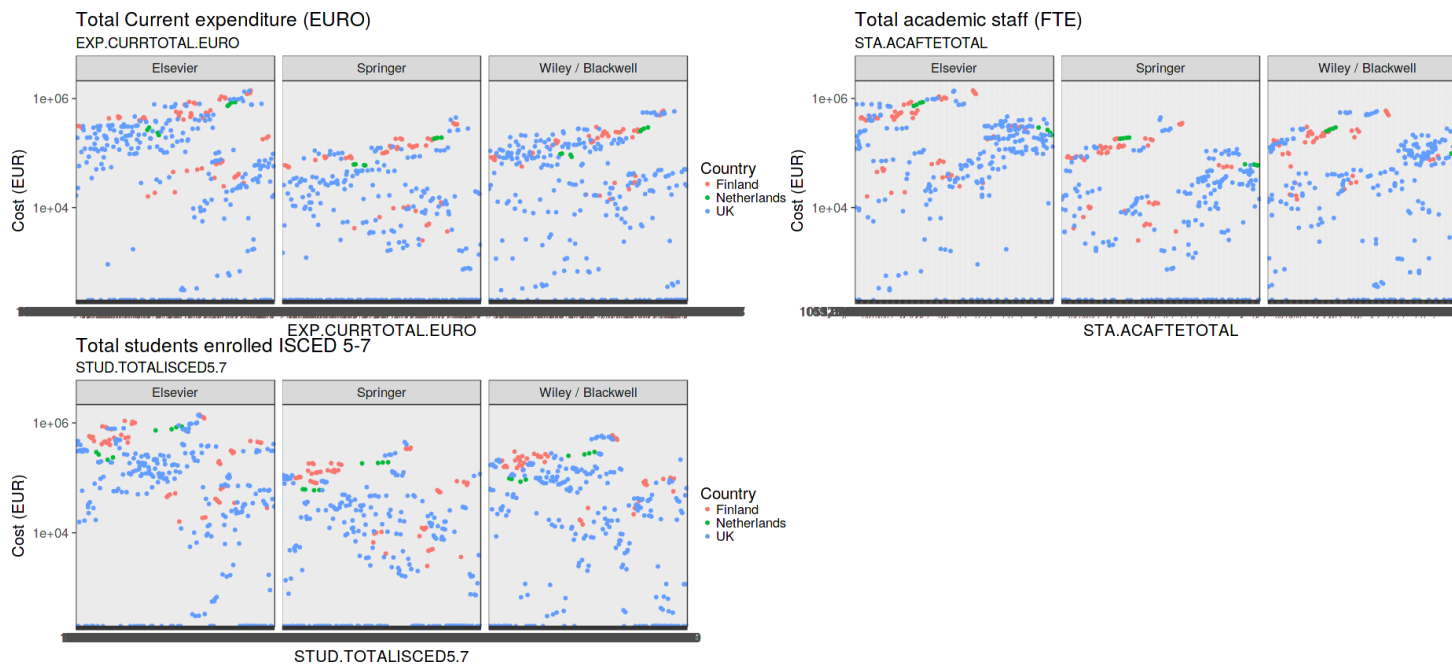 Total Current expenditure (EURO)
EXP.CURRTOTAL.EURO
Elsevier
Springer
Wiley / Blackwell
1e+06
1e+04
Cost (EUR)
EXP.CURRTOTAL.EURO
Country
Finland
Netherlands
UK
Total academic staff (FTE)
STA.ACAFTETOTAL
Elsevier
Springer
Wiley / Blackwell
1e+06
1e+04
Cost (EUR)
STA.ACAFTETOTAL
Total students enrolled ISCED 5-7
STUD.TOTALISCED5.7
Elsevier
Springer
Wiley / Blackwell
1e+06
1e+04
Cost (EUR)
STUD.TOTALISCED5.7
Country
Finland
Netherlands
UK